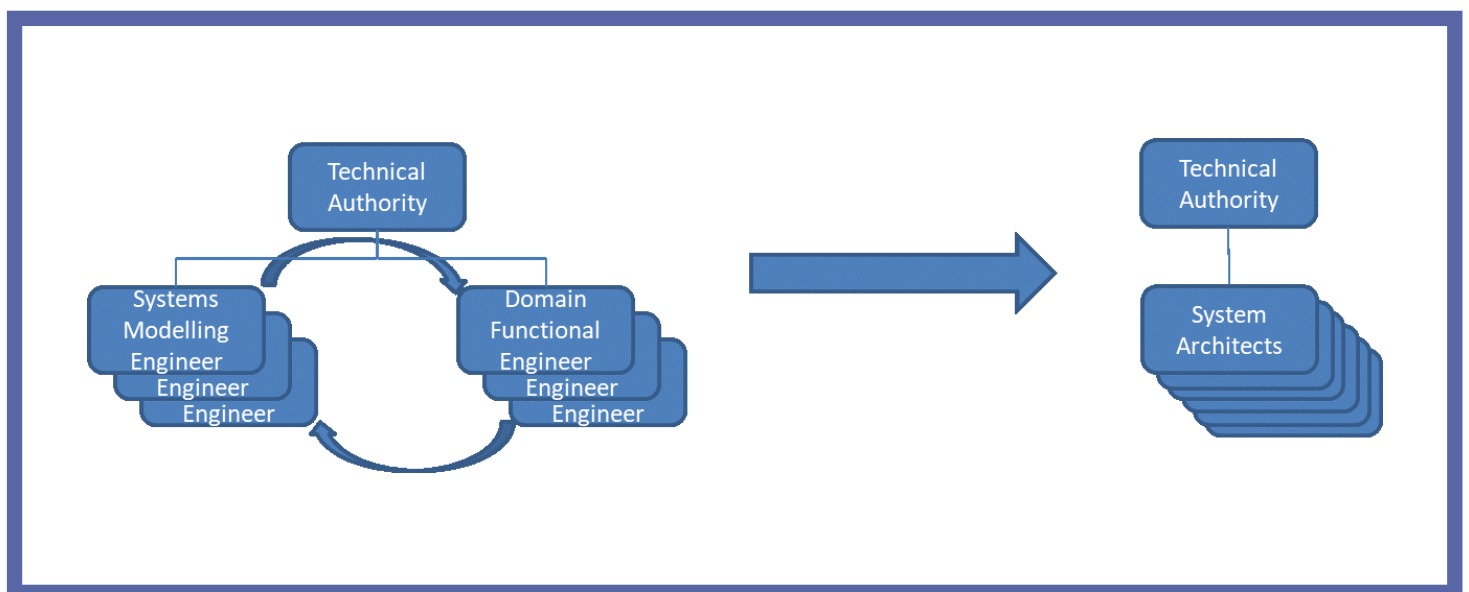 Technical
Authority
Systems
Modelling
Engineer
Engineer
Engineer
Domain
Functional
Engineer
Engineer
Engineer
Technical
Authority
System
Architects